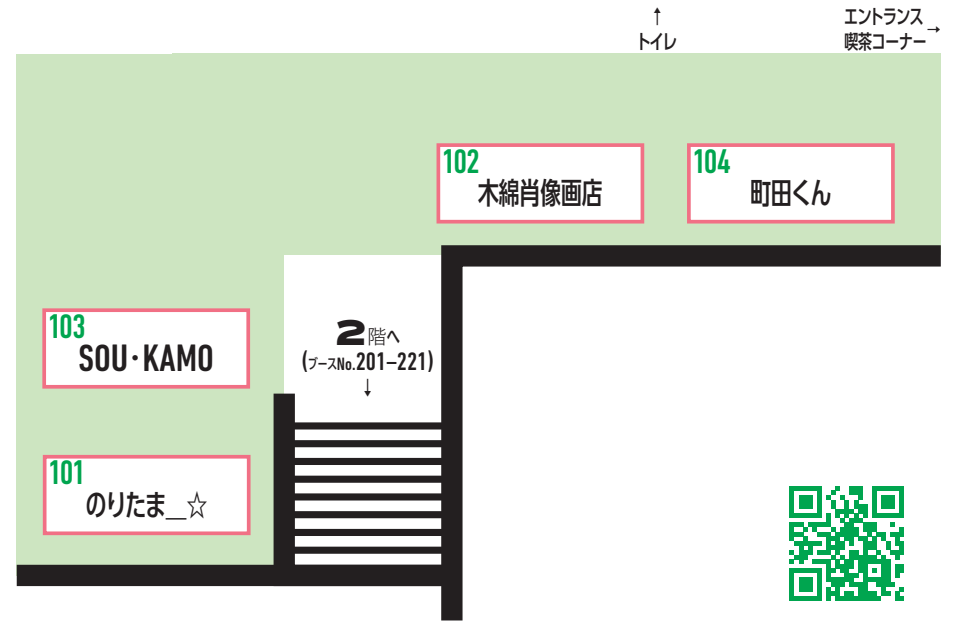 ↑
トイレ
エントランス
喫茶コーナー→
102
木綿肖像画店
104
町田くん
103
SOU・KAMO
2階へ
(ブースNo.201–221)
↓
101
のりたま__☆